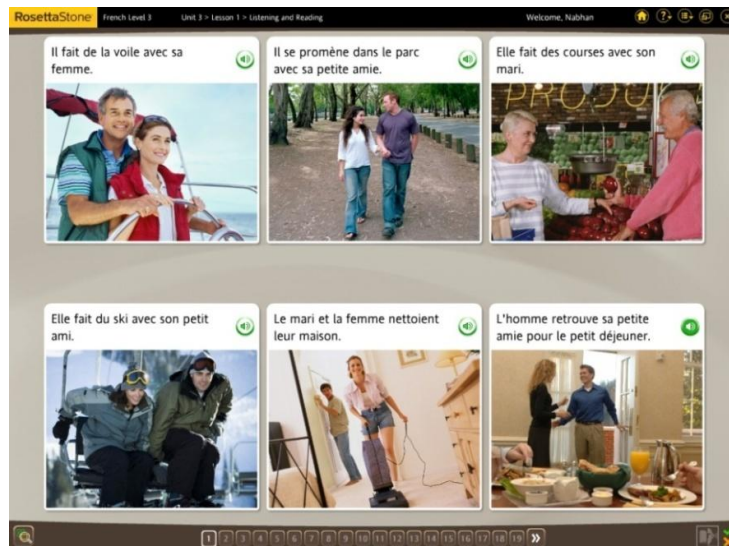 RosettaStone French Level 3 Unit 3 > Lesson 1 > Listening and Reading Welcome, Nabhan
Il fait de la voile avec sa
femme.
Il se promène dans le parc
avec sa petite amie.
Elle fait des courses avec son
mari.
PRODUC
Elle fait du ski avec son petit
ami.
Le mari et la femme nettoient
leur maison.
L'homme retrouve sa petite
amie pour le petit déjeuner.
1 2 3 4 5 6 7 8 9 10 11 12 13 14 15 16 17 18 19 »